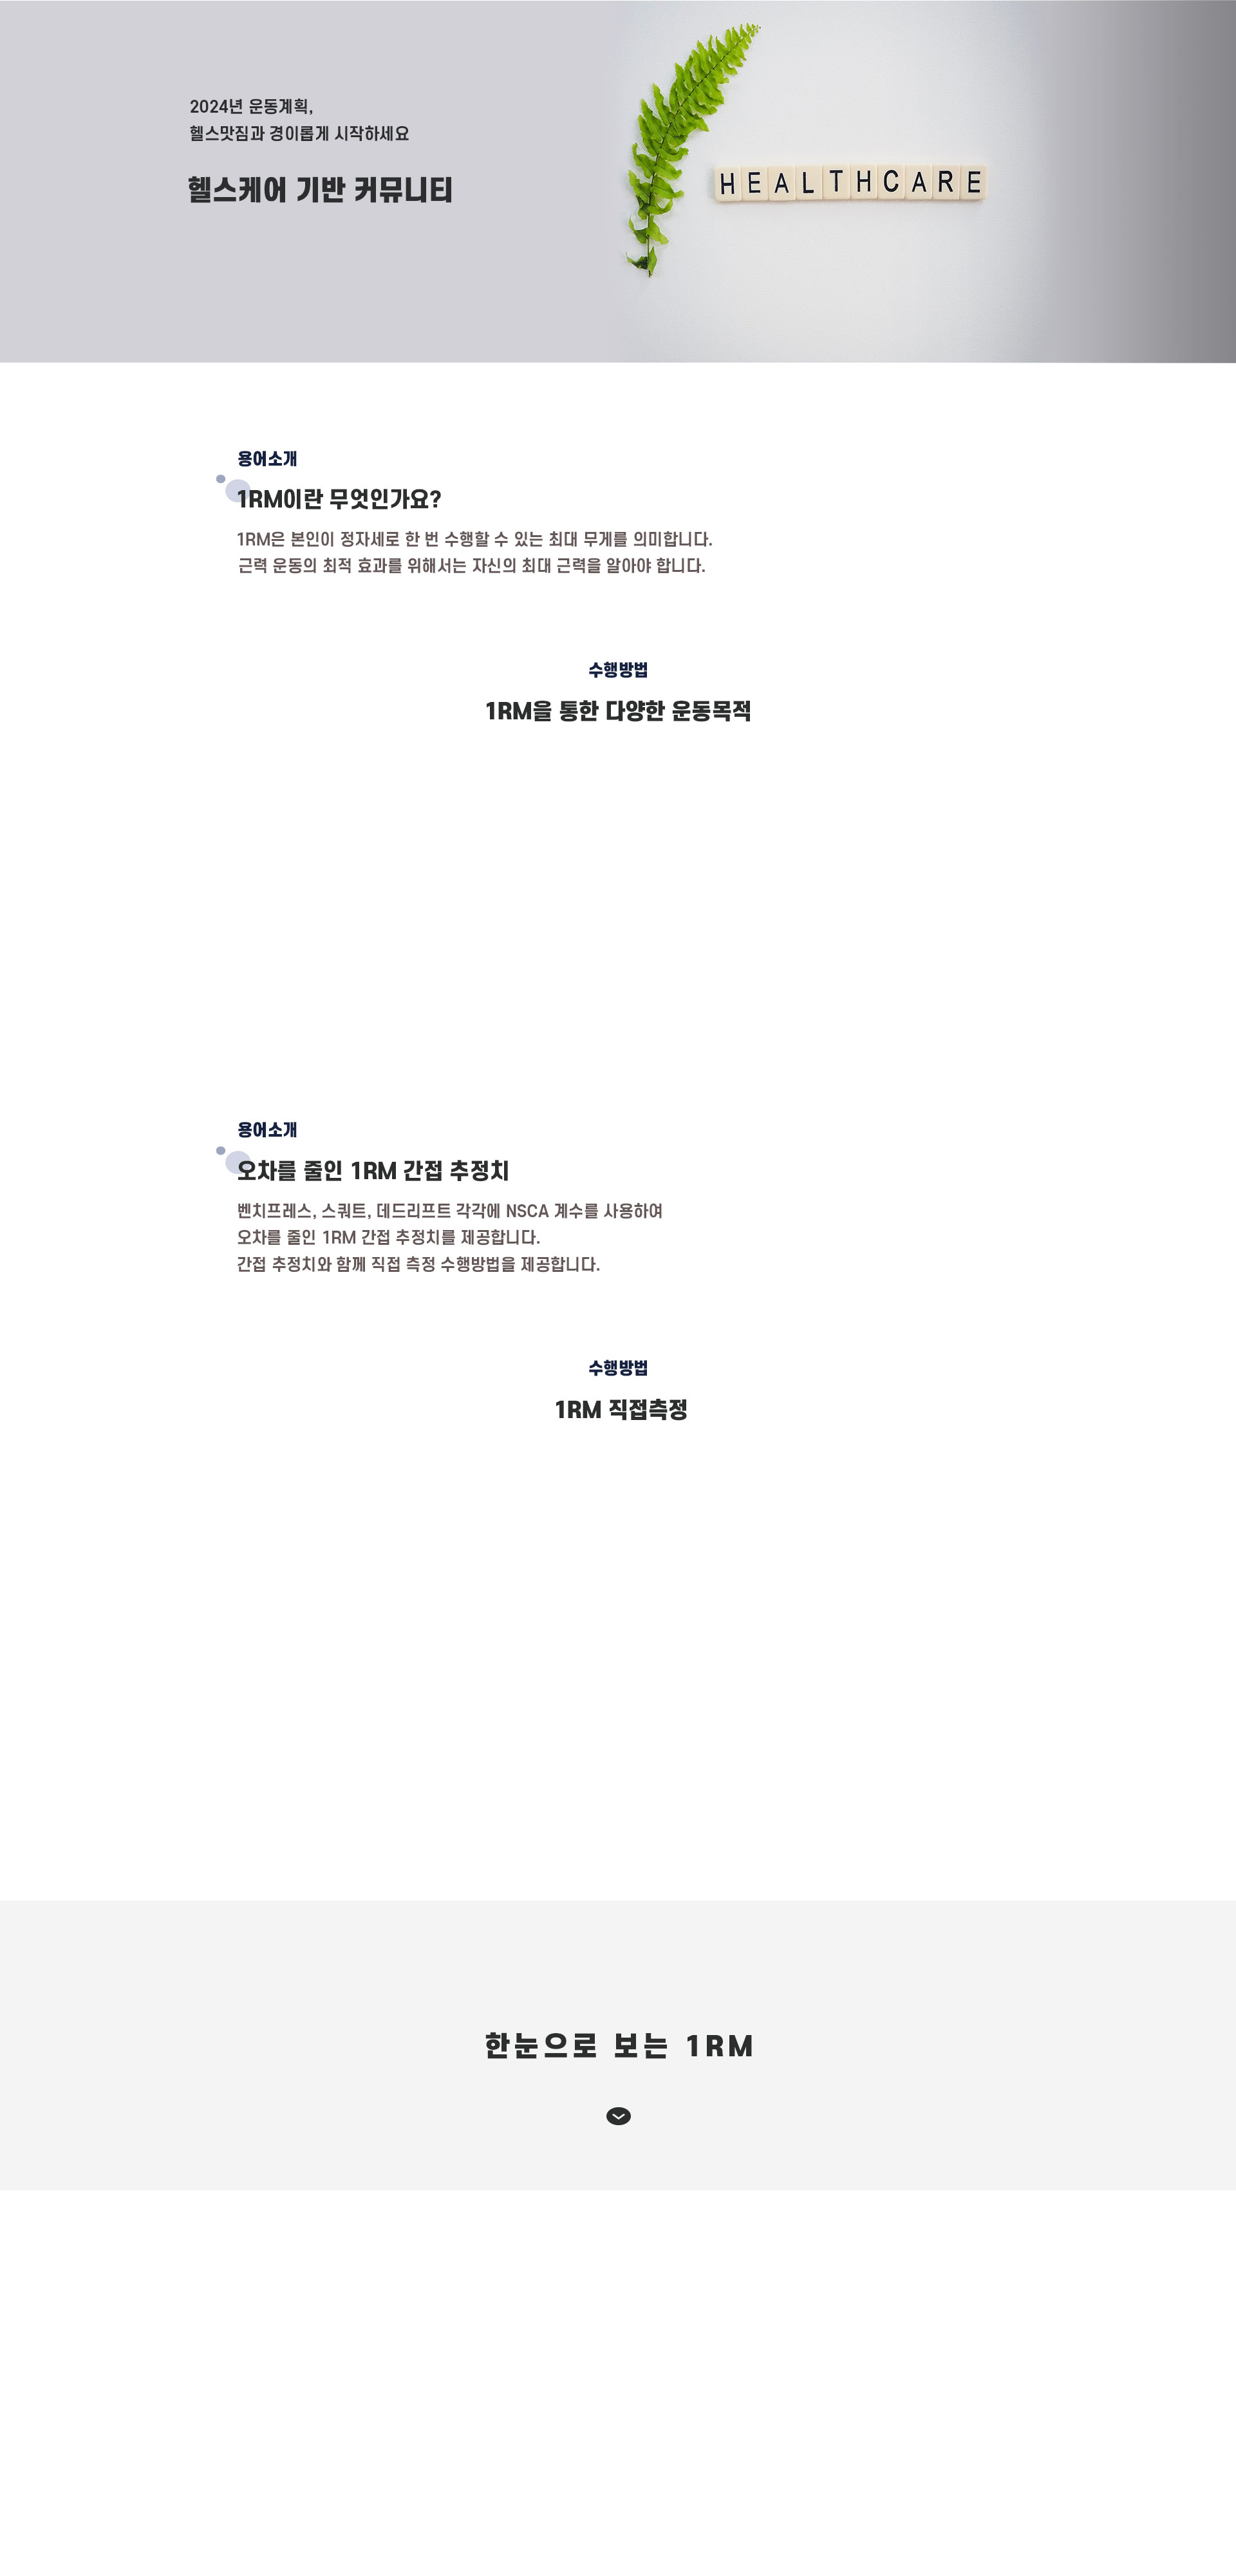 2024년 운동계획,
헬스맛짐과 경이롭게 시작하세요
헬스케어 기반 커뮤니티
HEALTHCARE
용어소개
1RM이란 무엇인가요?
1RM은 본인이 정자세로 한 번 수행할 수 있는 최대 무게를 의미합니다.
근력 운동의 최적 효과를 위해서는 자신의 최대 근력을 알아야 합니다.
수행방법
1RM을 통한 다양한 운동목적
용어소개
오차를 줄인 1RM 간접 추정치
벤치프레스, 스쿼트, 데드리프트 각각에 NSCA 계수를 사용하여
오차를 줄인 1RM 간접 추정치를 제공합니다.
간접 추정치와 함께 직접 측정 수행방법을 제공합니다.
수행방법
1RM 직접측정
한눈으로 보는 1RM